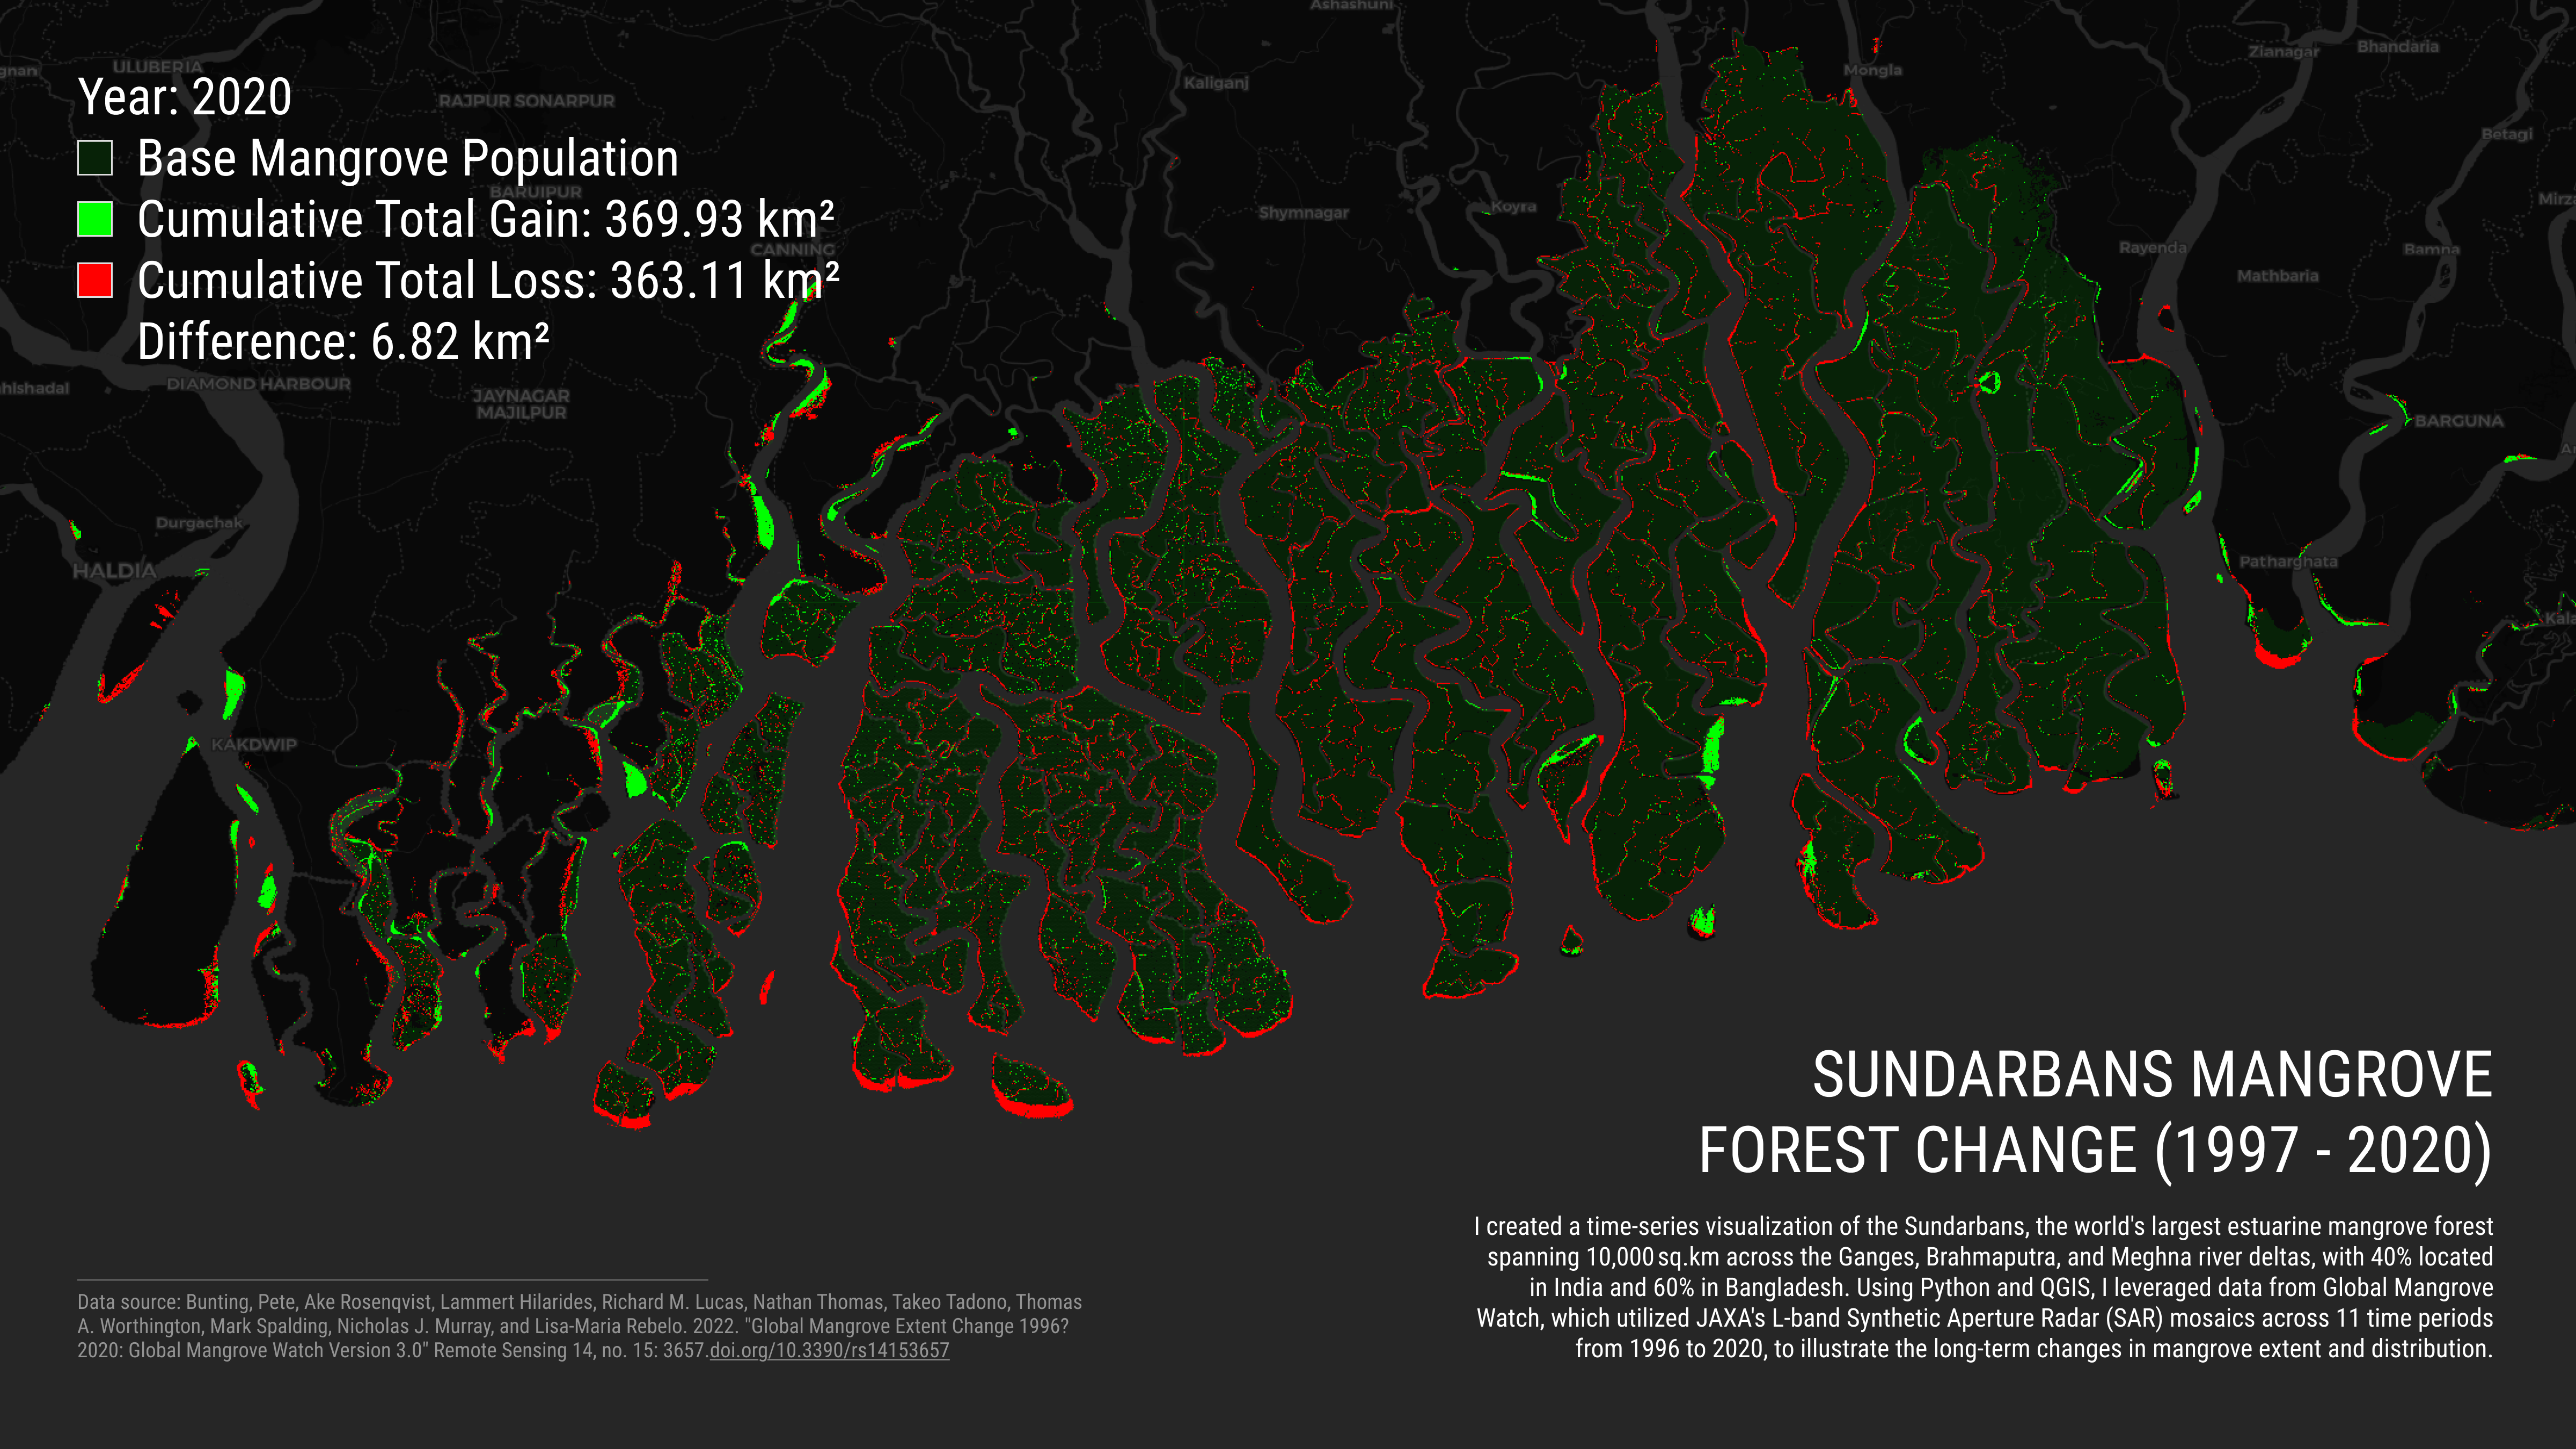 Ashashuni
Zianagar
Bhandaria
ULUBERIA
Mongla
Kaliganj
Year: 2020
RAJPUR SONARPUR
Betagi
Base Mangrove Population
BARUIPUR
Shymnagar
Koyra
Cumulative Total Gain: 369.93 km²
CANNING
Rayenda
Bamna
Mathbaria
Cumulative Total Loss: 363.11 km²
Difference: 6.82 km²
DIAMOND HARBOUR
JAYNAGAR
MAJILPUR
BARGUNA
Durgachak
HALDIA
Patharghata
KAKDWIP
SUNDARBANS MANGROVE
FOREST CHANGE (1997 - 2020)
I created a time-series visualization of the Sundarbans, the world's largest estuarine mangrove forest
spanning 10,000 sq.km across the Ganges, Brahmaputra, and Meghna river deltas, with 40% located
in India and 60% in Bangladesh. Using Python and QGIS, I leveraged data from Global Mangrove
Watch, which utilized JAXA's L-band Synthetic Aperture Radar (SAR) mosaics across 11 time periods
from 1996 to 2020, to illustrate the long-term changes in mangrove extent and distribution.
Data source: Bunting, Pete, Ake Rosenqvist, Lammert Hilarides, Richard M. Lucas, Nathan Thomas, Takeo Tadono, Thomas
A. Worthington, Mark Spalding, Nicholas J. Murray, and Lisa-Maria Rebelo. 2022. "Global Mangrove Extent Change 1996?
2020: Global Mangrove Watch Version 3.0" Remote Sensing 14, no. 15: 3657.doi.org/10.3390/rs14153657